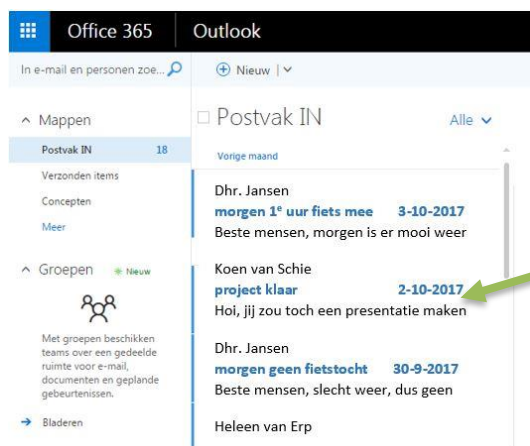 Office 365
Outlook
In e-mail en personen zoe...
Nieuw
Mappen
Postvak IN 18
Verzonden items
Concepten
Meer
Groepen Nieuw
Met groepen beschikken
teams over een gedeelde
ruimte voor e-mail,
documenten en geplande
gebeurtenissen.
Bladeren
Postvak IN Alle
Vorige maand
Dhr. Jansen
morgen 1e uur fiets mee 3-10-2017
Beste mensen, morgen is er mooi weer
Koen van Schie
project klaar 2-10-2017
Hoi, jij zou toch een presentatie maken
Dhr. Jansen
morgen geen fietstocht 30-9-2017
Beste mensen, slecht weer, dus geen
Heleen van Erp